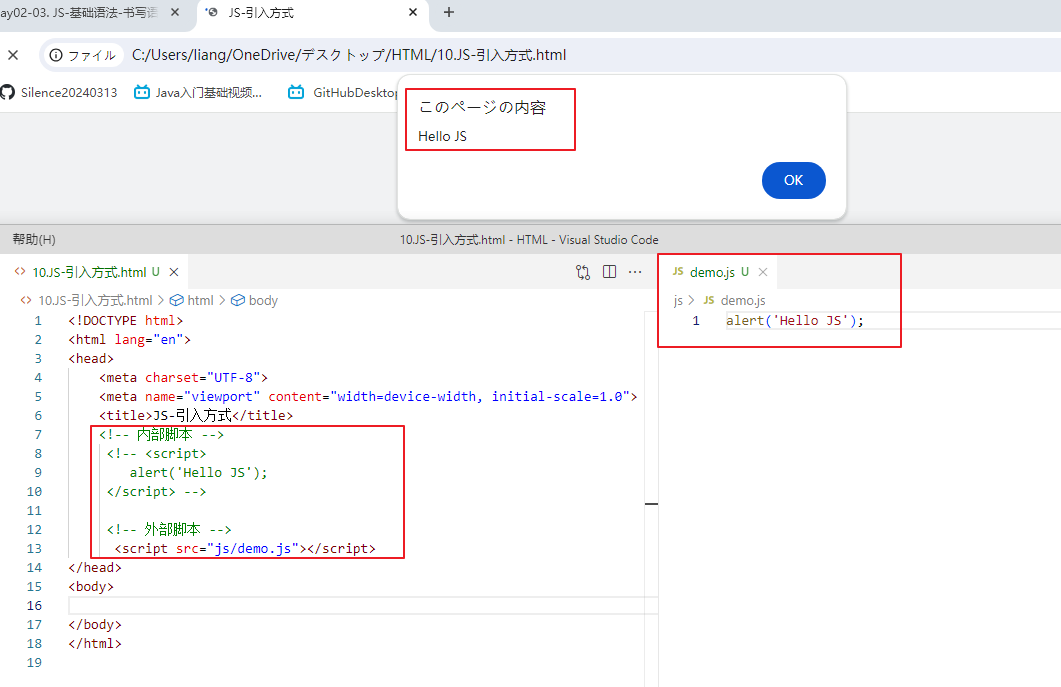 ay02-03. JS-基础语法-书写语
JS-引入方式
ファイル C:/Users/liang/OneDrive/デスクトップ/HTML/10.JS-引入方式.html
Silence20240313 Java入门基础视频... GitHubDesktop
このページの内容
Hello JS
OK
帮助(H) 10.JS-引入方式.html - HTML - Visual Studio Code
10.JS-引入方式.html U
10.JS-引入方式.html > html > body
1 <!DOCTYPE html>
2 <html lang="en">
3 <head>
4 <meta charset="UTF-8">
5 <meta name="viewport" content="width=device-width, initial-scale=1.0">
6 <title>JS-引入方式</title>
7 <!-- 内部脚本 -->
8 <!-- <script>
9 alert('Hello JS');
10 </script> -->
11
12 <!-- 外部脚本 -->
13 <script src="js/demo.js"></script>
14 </head>
15 <body>
16
17 </body>
18 </html>
19
JS demo.js U
js > JS demo.js
1 alert('Hello JS');